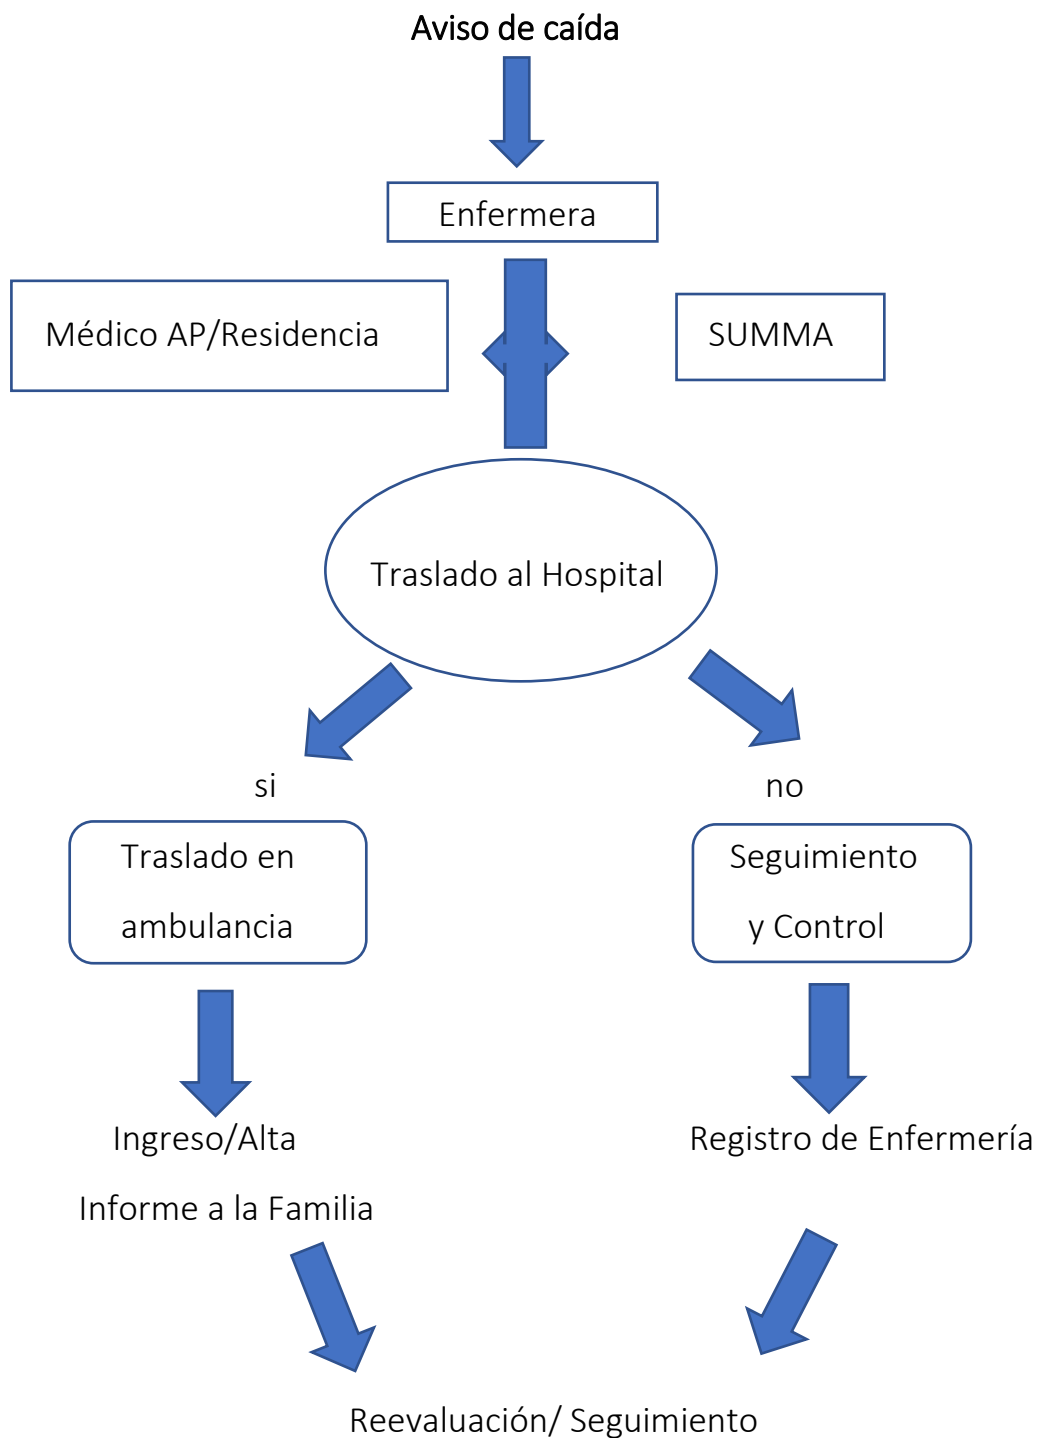 Aviso de caída
Enfermera
Médico AP/Residencia
SUMMA
Traslado al Hospital
si
no
Traslado en
ambulancia
Seguimiento
y Control
Ingreso/Alta
Informe a la Familia
Registro de Enfermería
Reevaluación/ Seguimiento